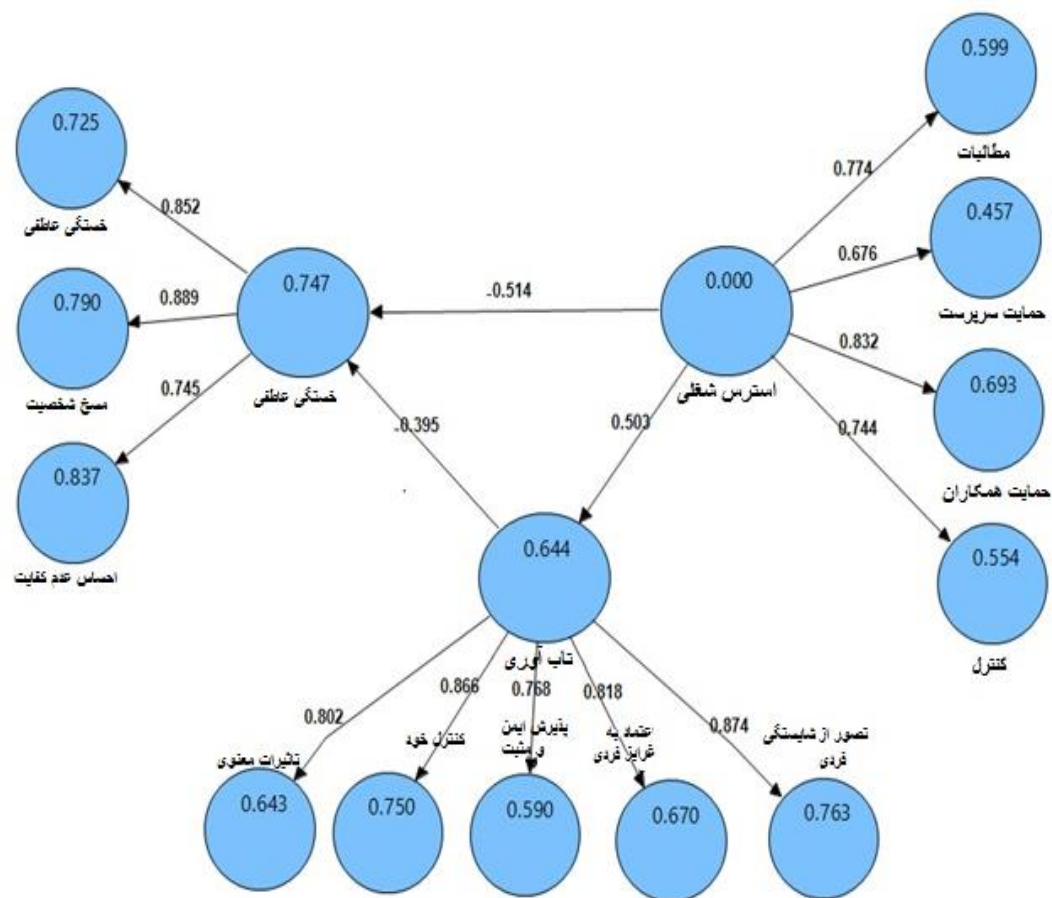 0.599
مطالبات
0.725
0.774
0.852
0.457
خستگی عاطفی
0.676
حمایت سرپرست
0.747
0.000
-0.514
0.790
0.889
0.832
0.693
مسخ شخصیت
0.745
خستگی عاطفی
استرس شغلی
0.744
-0.395
0.503
حمایت همکاران
0.837
احساس عدم کفایت
0.644
0.554
کنترل
تاب آوری
0.802
0.866
0.768
0.818
0.874
تاثیرات معنوی
کنترل خود
پذیرش ایمن
و مثبت
اعتماد به
غرایز فردی
تصور از شایستگی
فردی
0.643
0.750
0.590
0.670
0.763